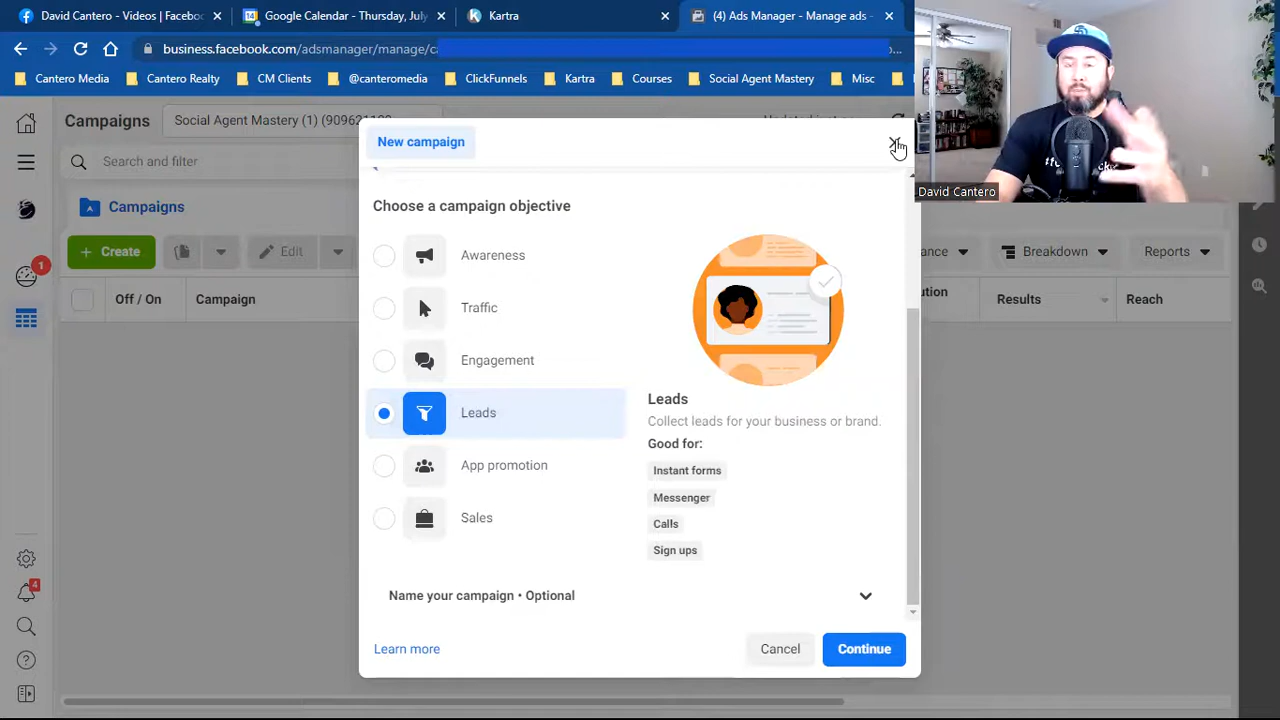 David Cantero - Videos | Faceb
Google Calendar - Thursday, July
Kartra
(4) Ads Manager - Manage ads -
business.facebook.com/adsmanager/manage/c
Cantero Media
Cantero Realty
CM Clients
@canteromedia
ClickFunnels
Kartra
Courses
Social Agent Mastery
Misc
Campaigns
Social Agent Mastery (1)
New campaign
David Cantero
Search and filter
Campaigns
Choose a campaign objective
+ Create
Edit
Breakdown
Reports
Off / On
Campaign
Results
Reach
Awareness
Traffic
Engagement
Leads
App promotion
Sales
Leads
Collect leads for your business or brand.
Good for:
Instant forms
Messenger
Calls
Sign ups
Name your campaign • Optional
Learn more
Cancel
Continue
1
4